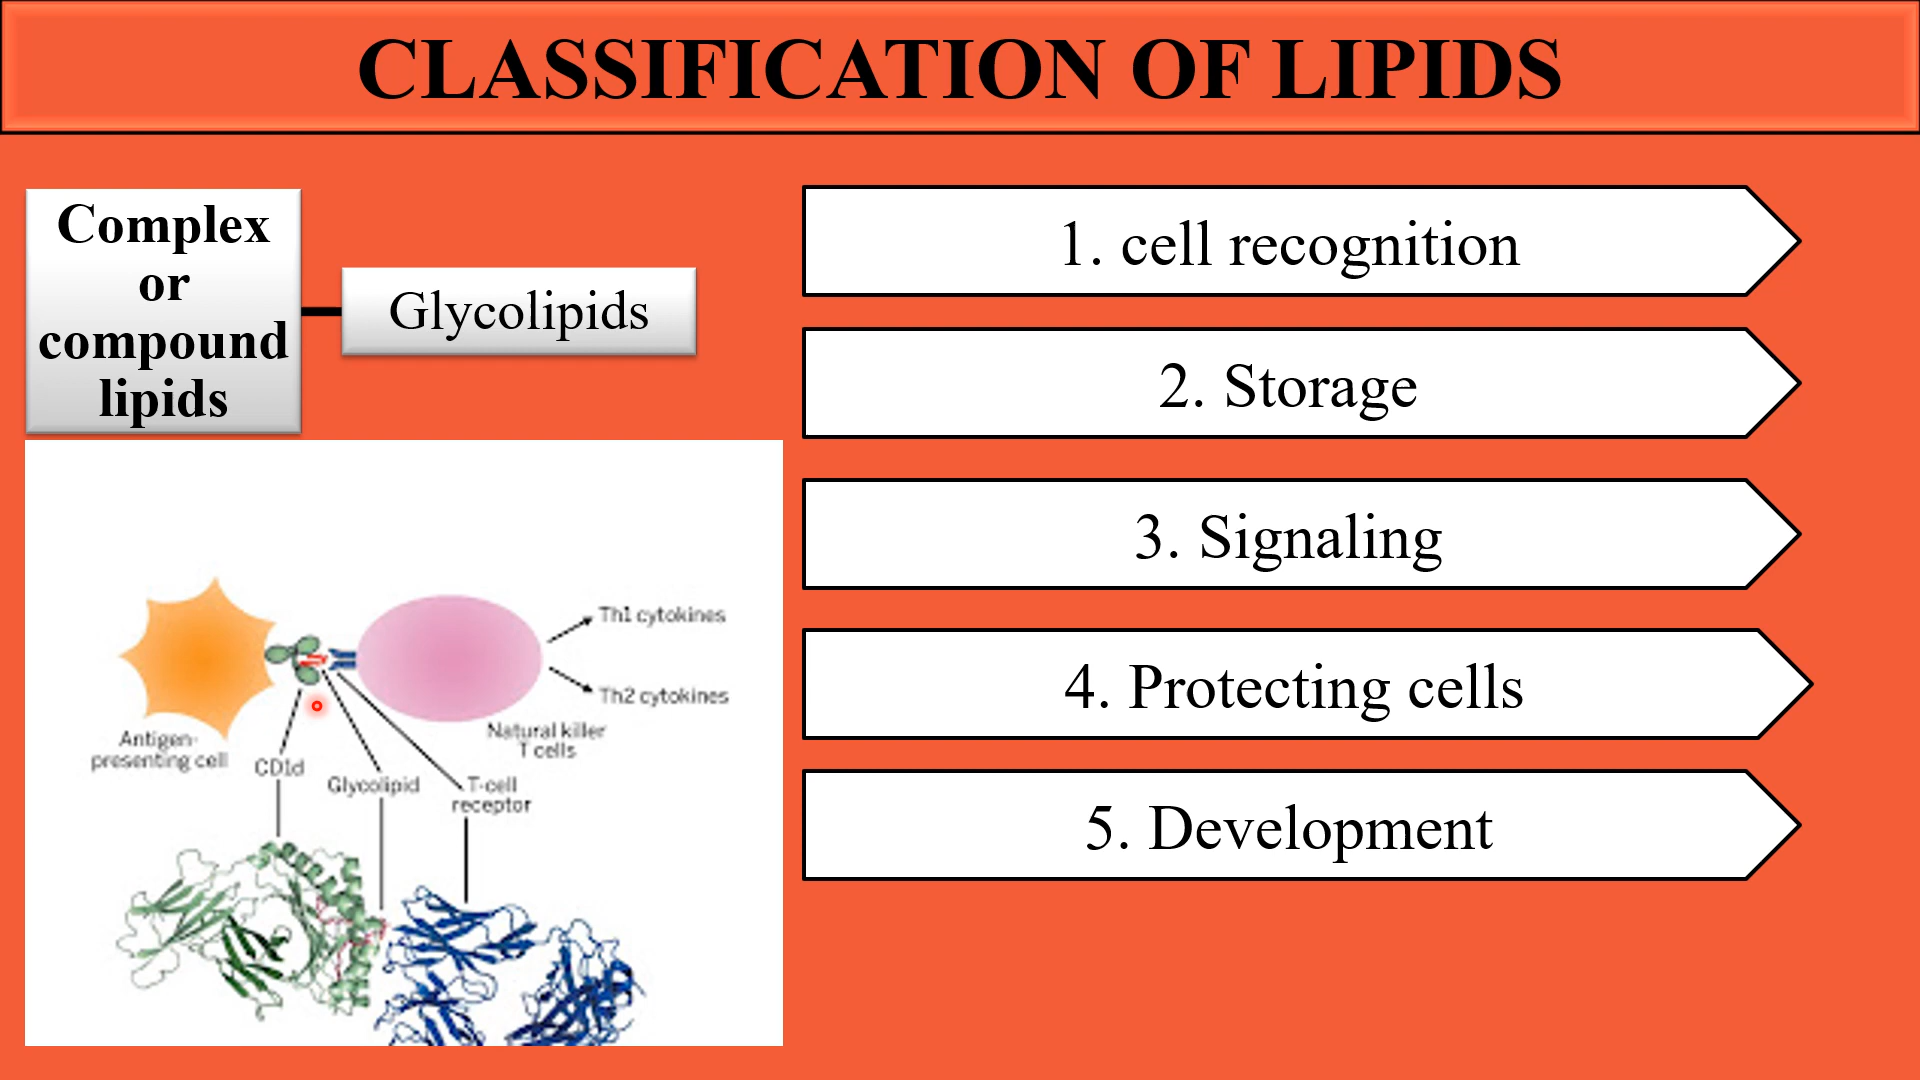 CLASSIFICATION OF LIPIDS
Complex
or
compound
lipids
Glycolipids
1. cell recognition
2. Storage
3. Signaling
4. Protecting cells
5. Development
Th1 cytokines
Th2 cytokines
Natural killer
T cells
Antigen-
presenting cell
CD1d
Glycolipid
T-cell
receptor